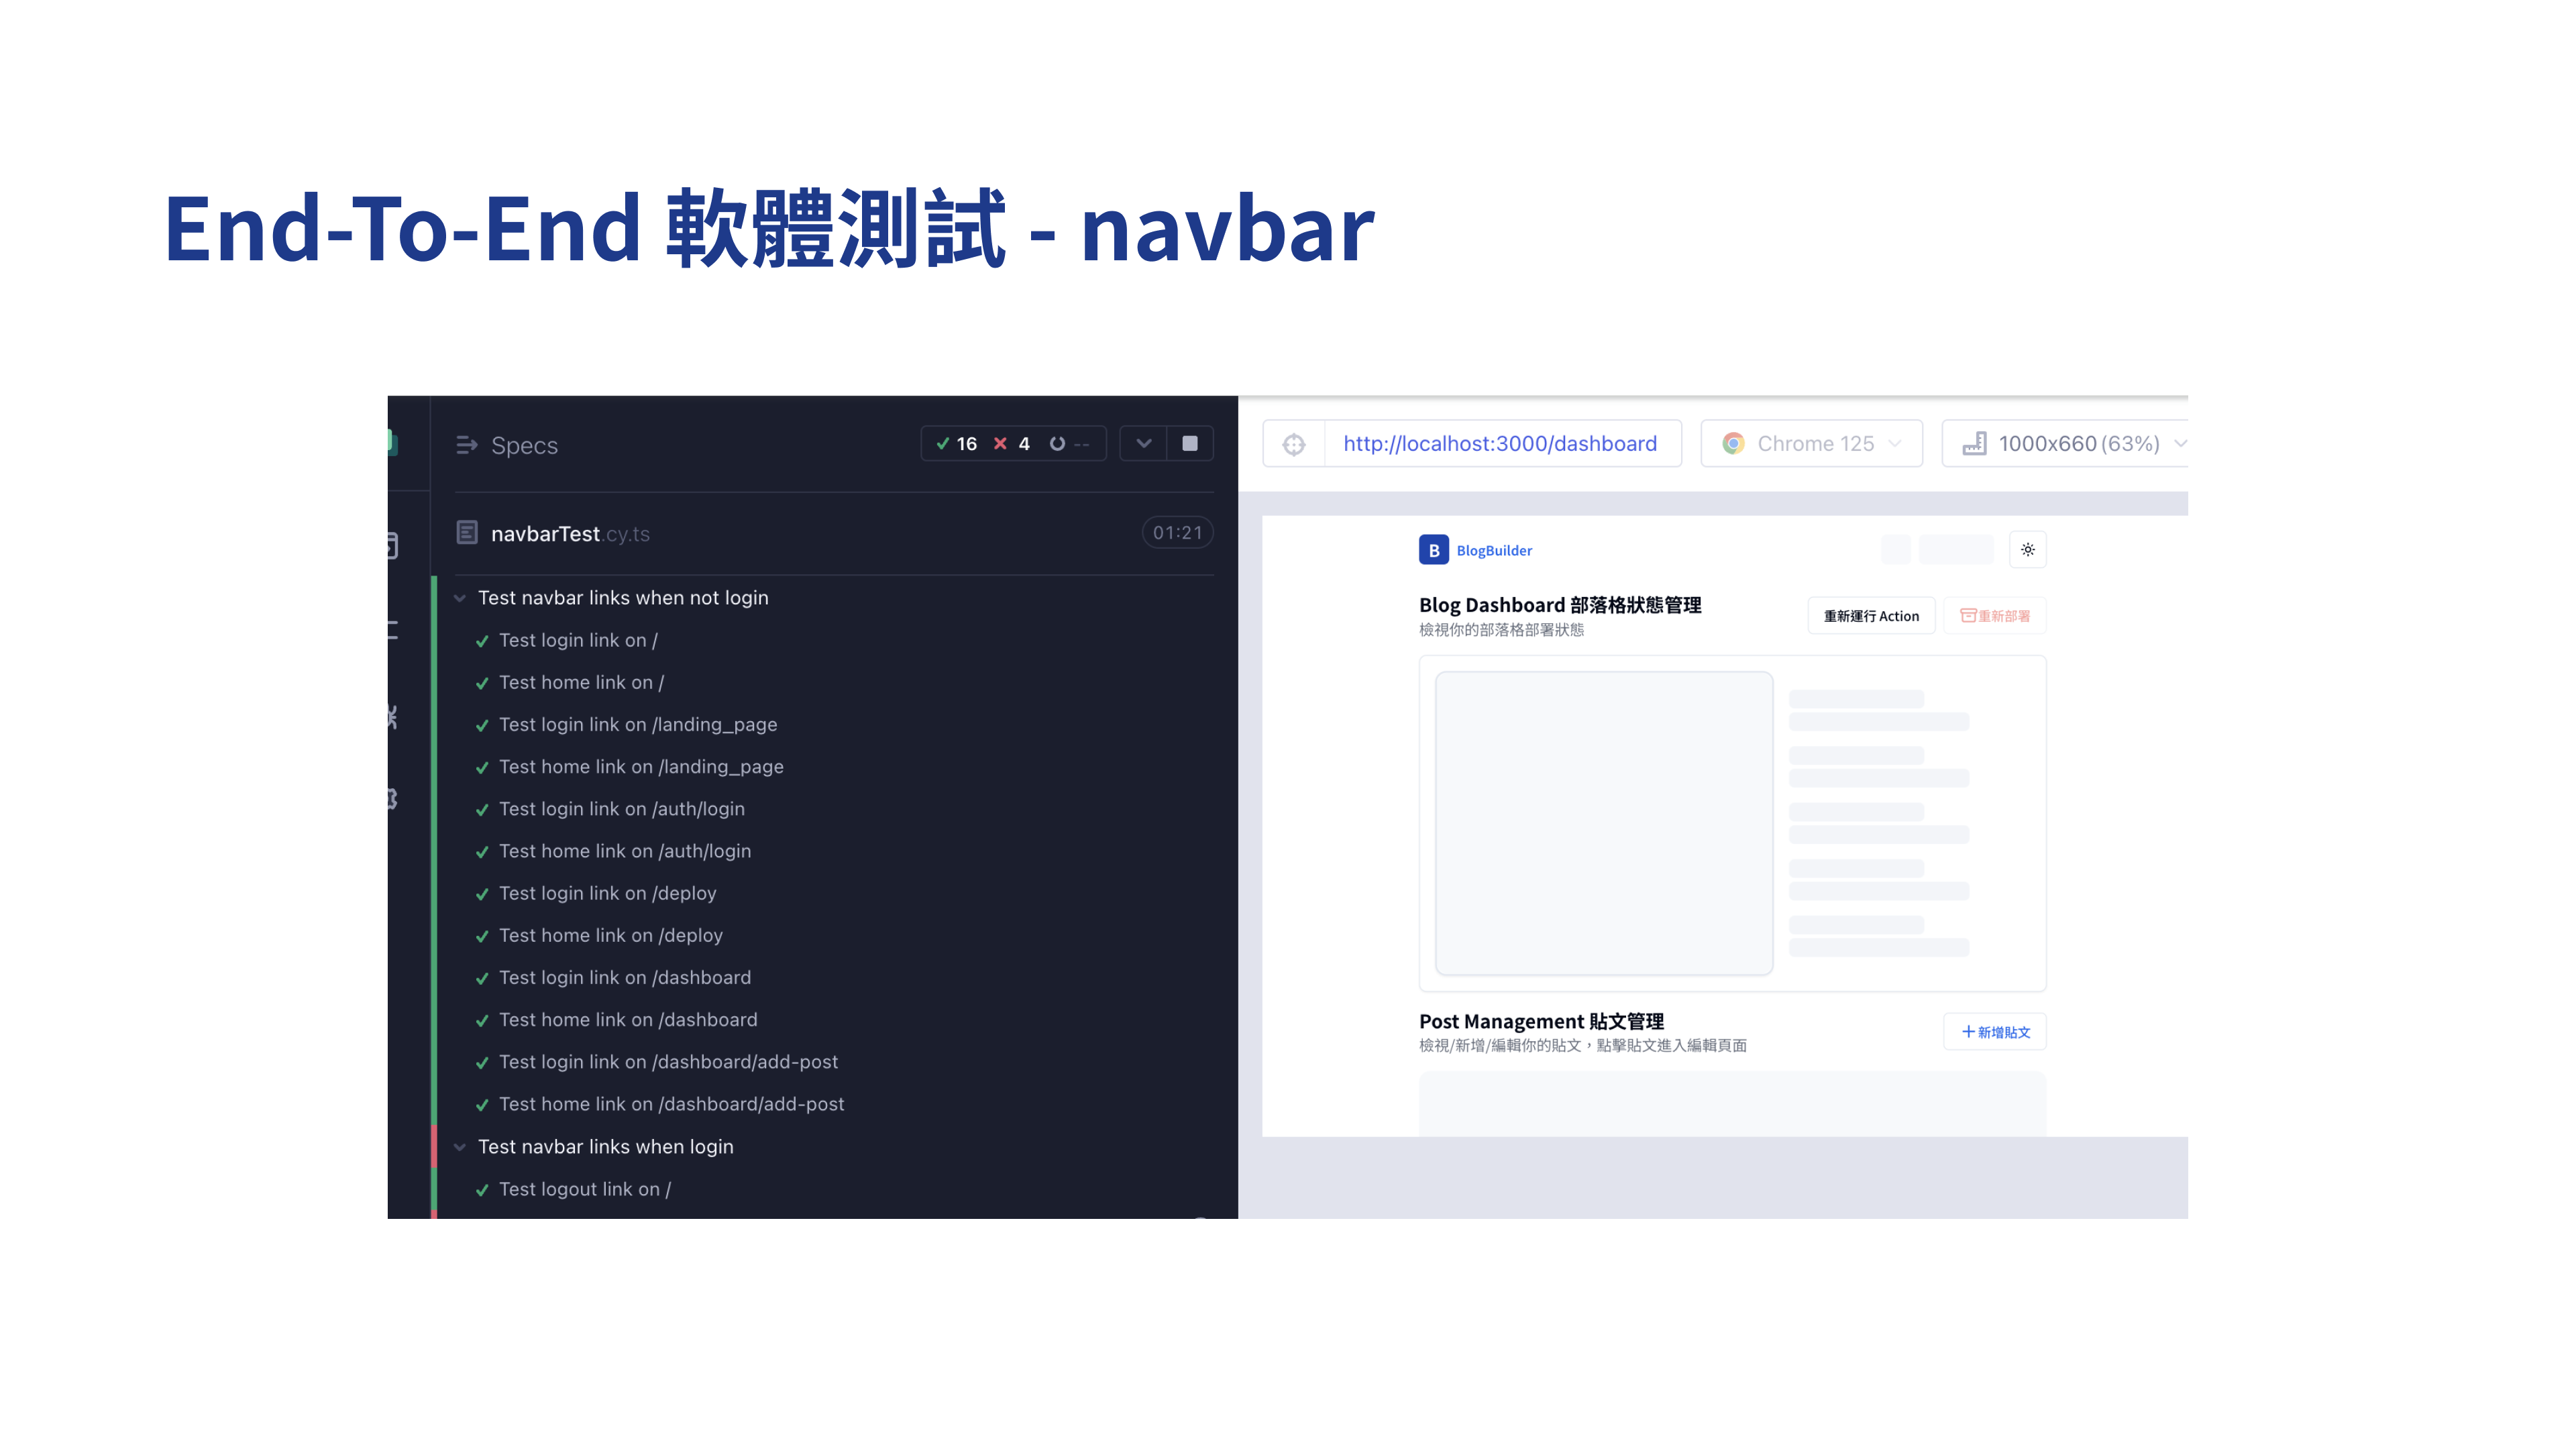 End-To-End 軟體測試 - navbar
Specs
16 4 --
navbarTest.cy.ts
01:21
Test navbar links when not login
Test login link on /
Test home link on /
Test login link on /landing_page
Test home link on /landing_page
Test login link on /auth/login
Test home link on /auth/login
Test login link on /deploy
Test home link on /deploy
Test login link on /dashboard
Test home link on /dashboard
Test login link on /dashboard/add-post
Test home link on /dashboard/add-post
Test navbar links when login
Test logout link on /
http://localhost:3000/dashboard
Chrome 125
1000x660 (63%)
B BlogBuilder
Blog Dashboard 部落格狀態管理
檢視你的部落格部署狀態
重新運行 Action
重新部署
Post Management 貼文管理
檢視/新增/編輯你的貼文，點擊貼文進入編輯頁面
+ 新增貼文